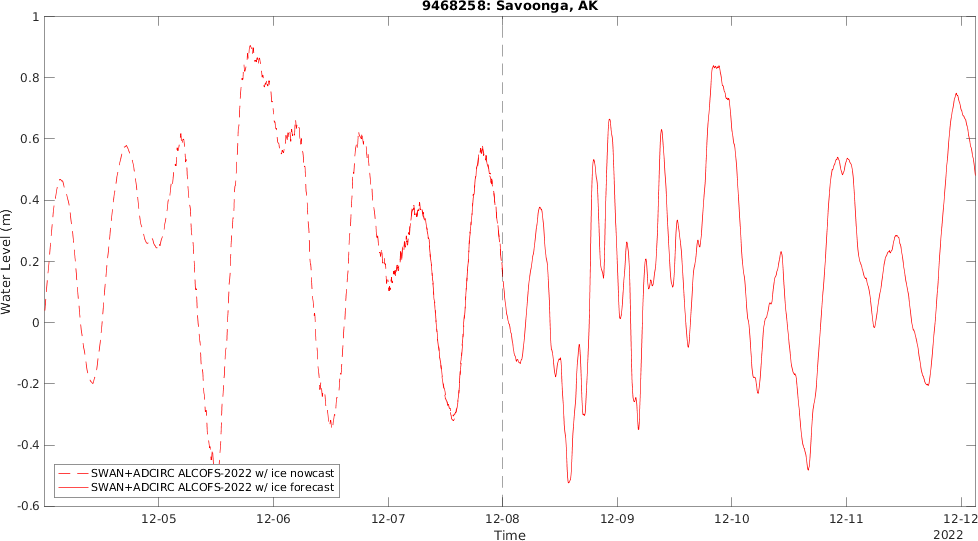 9468258: Savoonga, AK
1
0.8
0.6
0.4
0.2
0
-0.2
-0.4
-0.6
Water Level (m)
SWAN+ADCIRC ALCOFS-2022 w/ ice nowcast
SWAN+ADCIRC ALCOFS-2022 w/ ice forecast
12-05 12-06 12-07 12-08 12-09 12-10 12-11 12-12
Time
2022